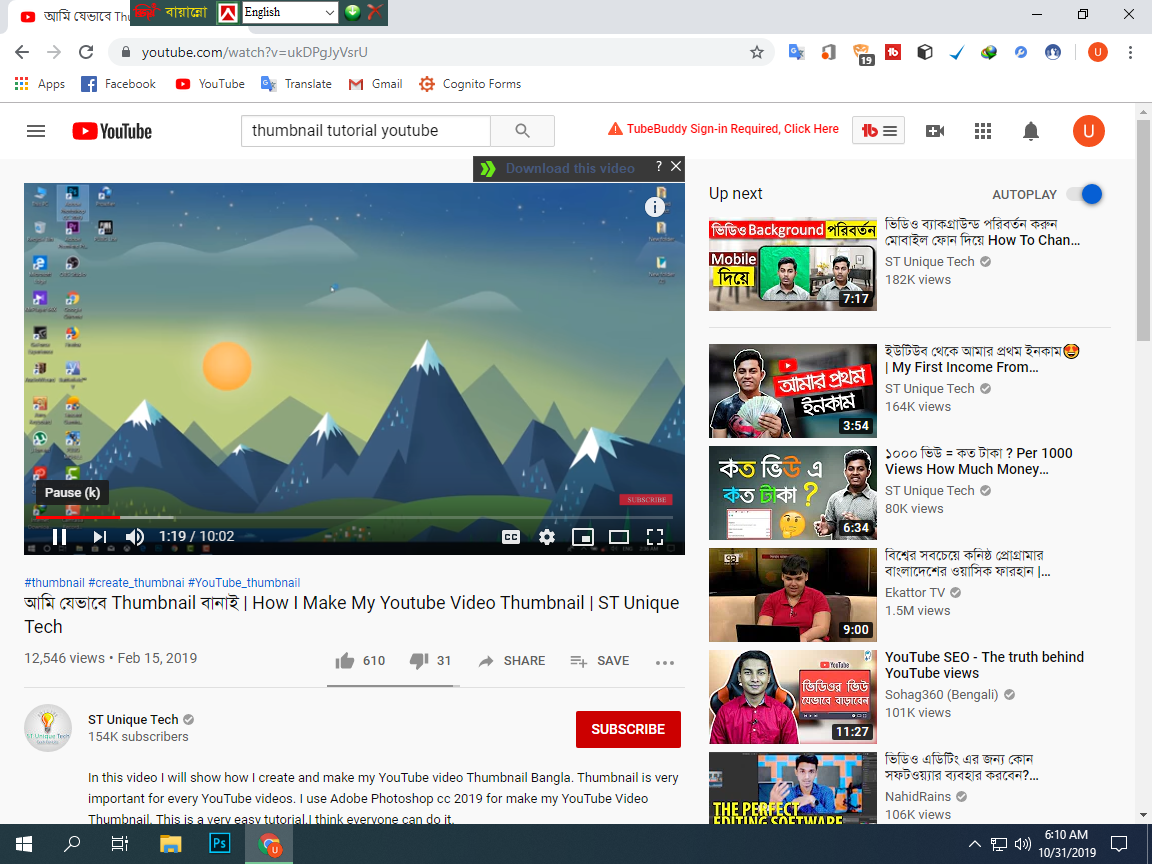 আমি যেভাবে Thu
বায়ান্নো
English
youtube.com/watch?v=ukDPgJyVsrU
19
U
Apps
Facebook
YouTube
Translate
Gmail
Cognito Forms
YouTube
thumbnail tutorial youtube
TubeBuddy Sign-in Required, Click Here
U
Download this video
? 
Pause (k)
SUBSCRIBE
1:19 / 10:02
CC
#thumbnail #create_thumbnai #YouTube_thumbnail
আমি যেভাবে Thumbnail বানাই | How I Make My Youtube Video Thumbnail | ST Unique
Tech
12,546 views • Feb 15, 2019
610
31
SHARE
SAVE
ST Unique Tech
154K subscribers
SUBSCRIBE
In this video I will show how I create and make my YouTube video Thumbnail Bangla. Thumbnail is very
important for every YouTube videos. I use Adobe Photoshop cc 2019 for make my YouTube Video
Thumbnail. This is a very easy tutorial.I think everyone can do it.
Up next
AUTOPLAY
ভিডিও Background পরিবর্তন
Mobile
দিয়ে
7:17
ভিডিও ব্যাকগ্রাউন্ড পরিবর্তন করুন
মোবাইল ফোন দিয়ে How To Chan...
ST Unique Tech
182K views
আমার প্রথম
ইনকাম
3:54
ইউটিউব থেকে আমার প্রথম ইনকাম🤩
| My First Income From...
ST Unique Tech
164K views
কত ভিউ এ
কত টাকা ?
6:34
১০০০ ভিউ = কত টাকা ? Per 1000
Views How Much Money...
ST Unique Tech
80K views
9:00
বিশ্বের সবচেয়ে কনিষ্ঠ প্রোগ্রামার
বাংলাদেশের ওয়াসিক ফারহান |...
Ekattor TV
1.5M views
YouTube
ভিডিওর ভিউ
যেভাবে বাড়াবেন
11:27
YouTube SEO - The truth behind
YouTube views
Sohag360 (Bengali)
101K views
THE PERFECT
EDITING SOFTWARE
ভিডিও এডিটিং এর জন্য কোন
সফটওয়্যার ব্যবহার করবেন?...
NahidRains
106K views
Ps
U
6:10 AM
10/31/2019